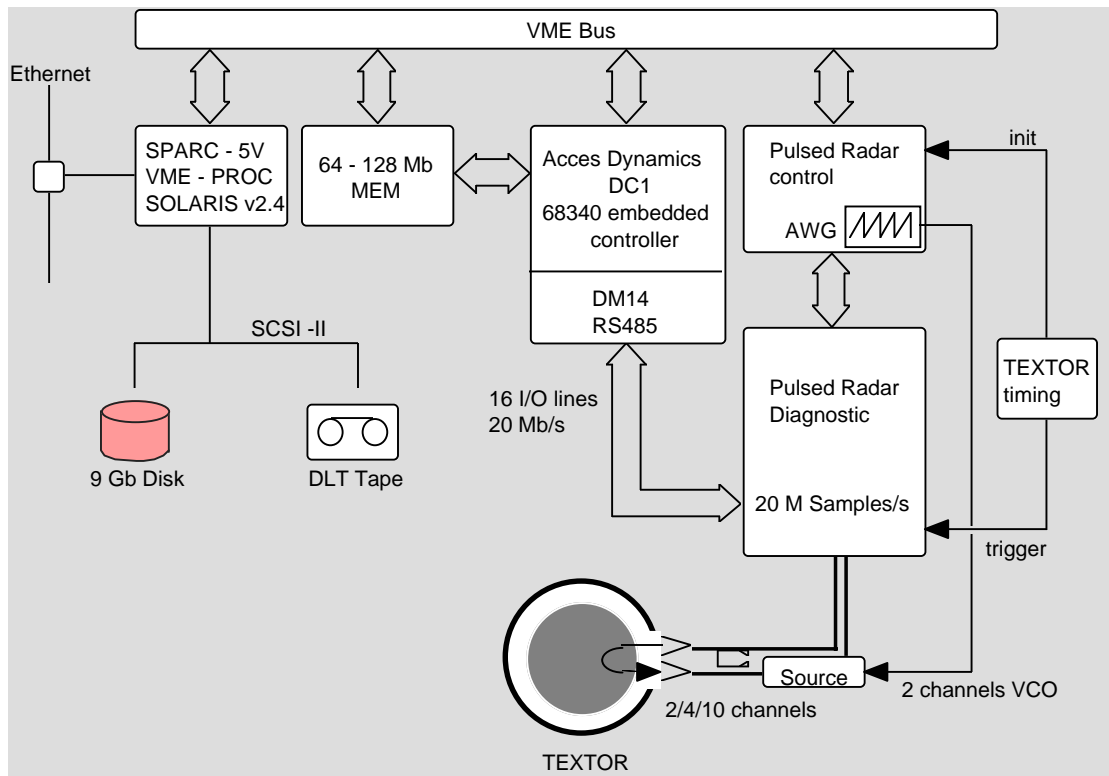 VME Bus
Ethernet
SPARC - 5V
VME - PROC
SOLARIS v2.4
64 - 128 Mb
MEM
Acces Dynamics
DC1
68340 embedded
controller
DM14
RS485
Pulsed Radar
control
AWG
init
SCSI -II
9 Gb Disk
DLT Tape
16 I/O lines
20 Mb/s
Pulsed Radar
Diagnostic
20 M Samples/s
TEXTOR
timing
trigger
Source
2 channels VCO
2/4/10 channels
TEXTOR